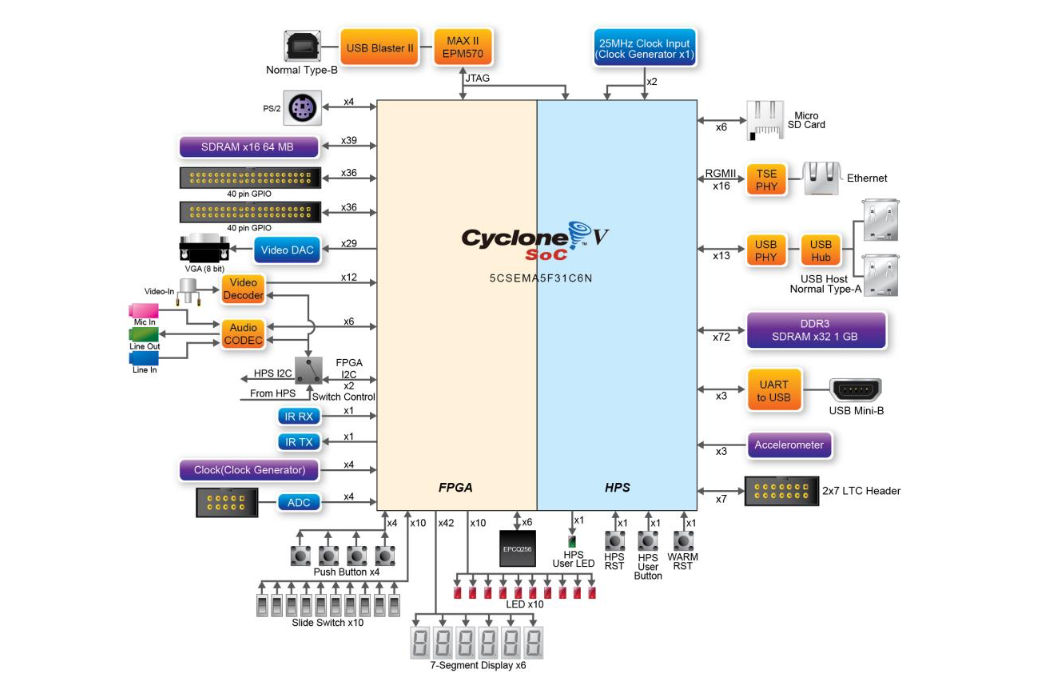 25MHz Clock Input
(Clock Generator x1)
MAX II
EPM570
USB Blaster II
Normal Type-B
JTAG
x2
PS/2
x4
x6
Micro
SD Card
SDRAM x16 64 MB
x39
x36
40 pin GPIO
RGMII
x16
TSE
PHY
Ethernet
x36
40 pin GPIO
Cyclone V
SoC
5CSEMA5F31C6N
Video DAC
x29
VGA (8 bit)
x13
USB
PHY
USB
Hub
USB Host
Normal Type-A
Video-In
Video
Decoder
x12
Mic In
Line Out
Line In
Audio
CODEC
x6
x72
DDR3
SDRAM x32 1 GB
HPS I2C
FPGA
I2C
x2
From HPS
Switch Control
x3
UART
to USB
USB Mini-B
IR RX
x1
IR TX
x1
x3
Accelerometer
Clock(Clock Generator)
x4
ADC
x4
FPGA
HPS
x7
2x7 LTC Header
x4
x10
x42
x10
x6
x1
x1
x1
x1
EPCQ256
HPS
User LED
HPS
RST
HPS
User
Button
WARM
RST
Push Button x4
LED x10
Slide Switch x10
7-Segment Display x6